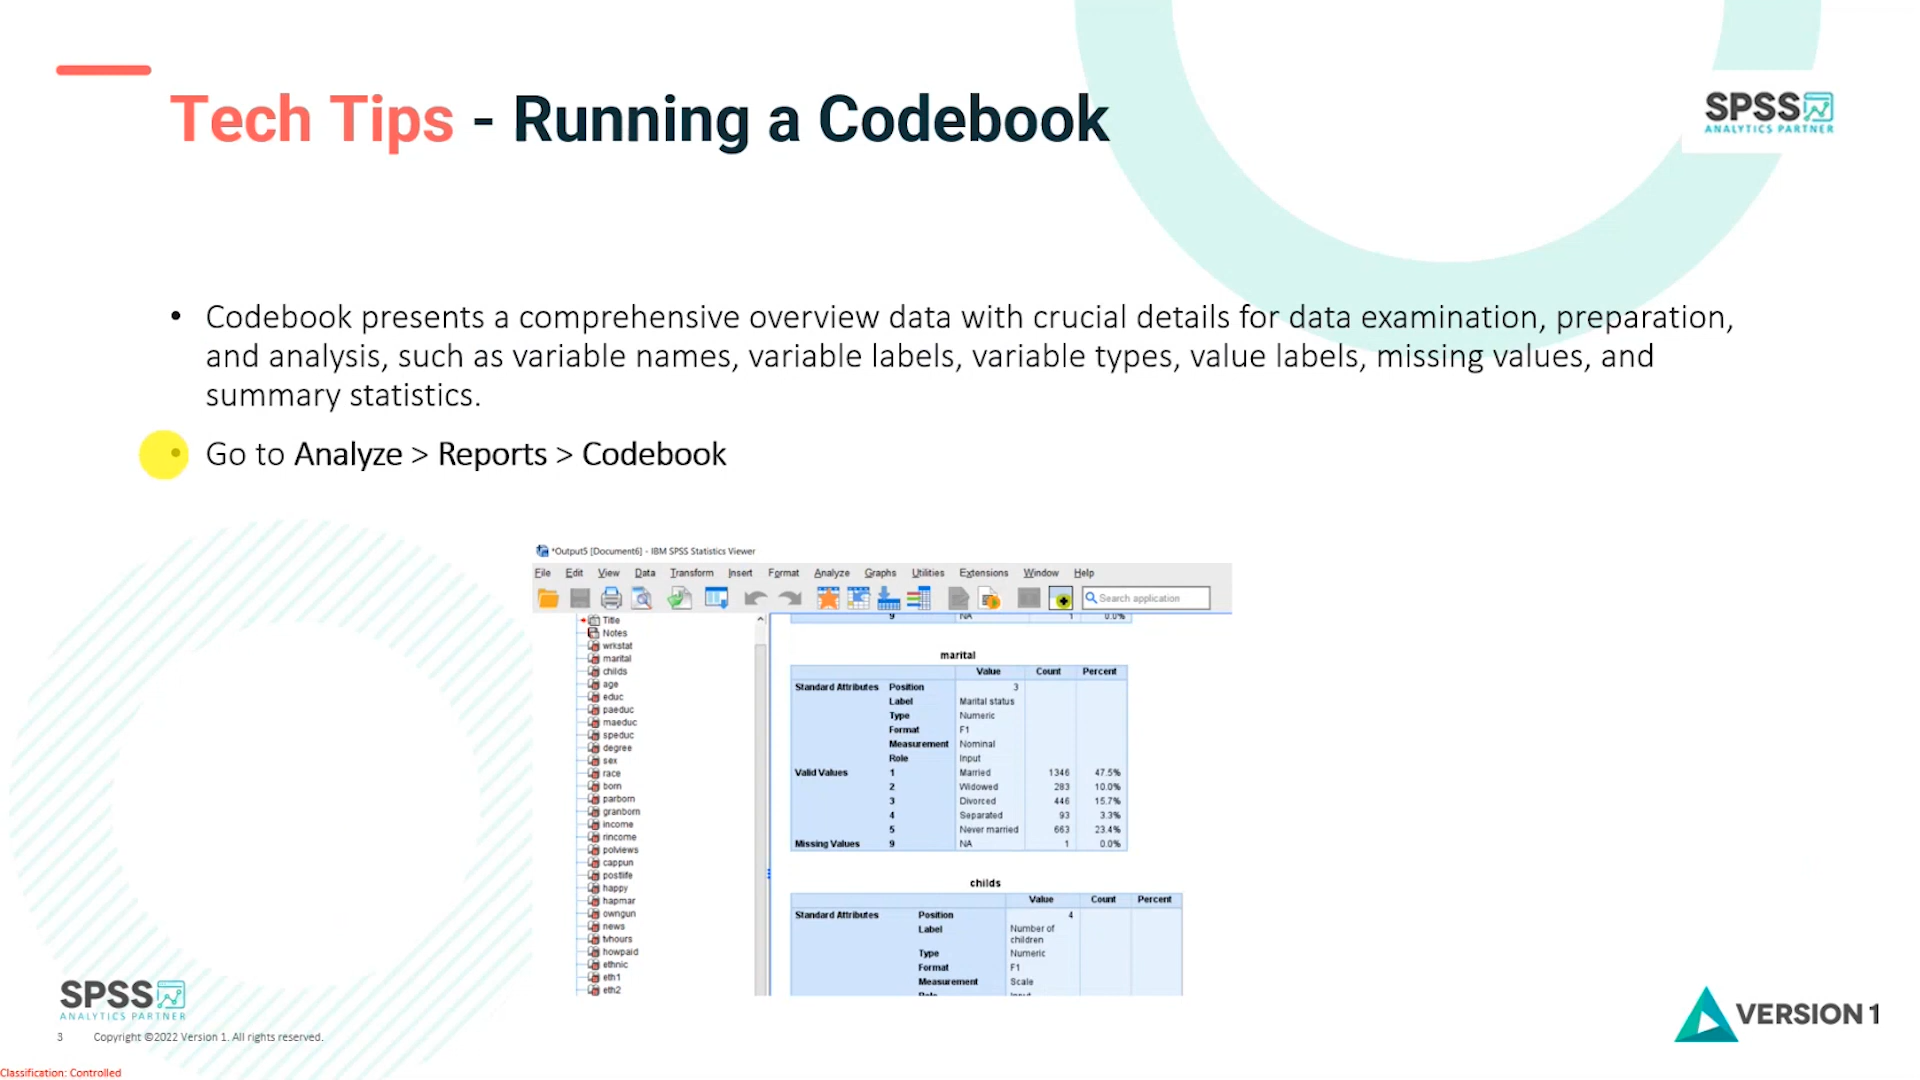 Tech Tips - Running a Codebook
SPSS
ANALYTICS PARTNER
• Codebook presents a comprehensive overview data with crucial details for data examination, preparation,
and analysis, such as variable names, variable labels, variable types, value labels, missing values, and
summary statistics.
• Go to Analyze > Reports > Codebook
*Output5 [Document6] - IBM SPSS Statistics Viewer
File Edit View Data Transform Insert Format Analyze Graphs Utilities Extensions Window Help
Search application
Title
Notes
wrkstat
marital
childs
age
educ
paeduc
maeduc
speduc
degree
sex
race
born
parborn
granborn
income
rincome
polviews
cappun
postlife
happy
hapmar
owngun
news
tvhours
howpaid
ethnic
eth1
eth2
9 NA 1 0.0%
marital
Value Count Percent
Standard Attributes Position 3
Label Marital status
Type Numeric
Format F1
Measurement Nominal
Role Input
Valid Values 1 Married 1346 47.5%
2 Widowed 283 10.0%
3 Divorced 446 15.7%
4 Separated 93 3.3%
5 Never married 663 23.4%
Missing Values 9 NA 1 0.0%
childs
Value Count Percent
Standard Attributes Position 4
Label Number of
children
Type Numeric
Format F1
Measurement Scale
Role Input
SPSS
ANALYTICS PARTNER
3 Copyright ©2022 Version 1. All rights reserved.
VERSION 1
Classification: Controlled